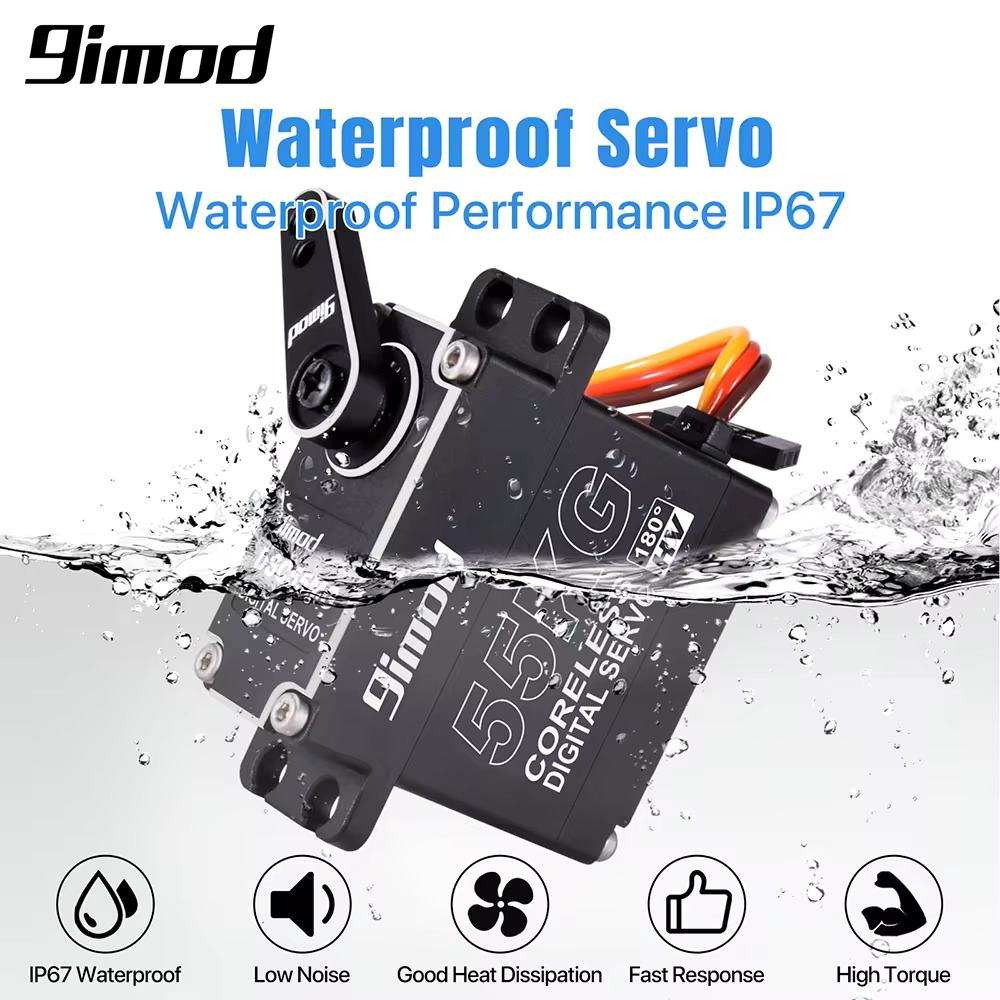 9imod
Waterproof Servo
Waterproof Performance IP67
9imod
9imod
DIGITAL SERVO
9imod
55KG
180°
HV
CORELESS
DIGITAL SERVO
IP67 Waterproof
Low Noise
Good Heat Dissipation
Fast Response
High Torque